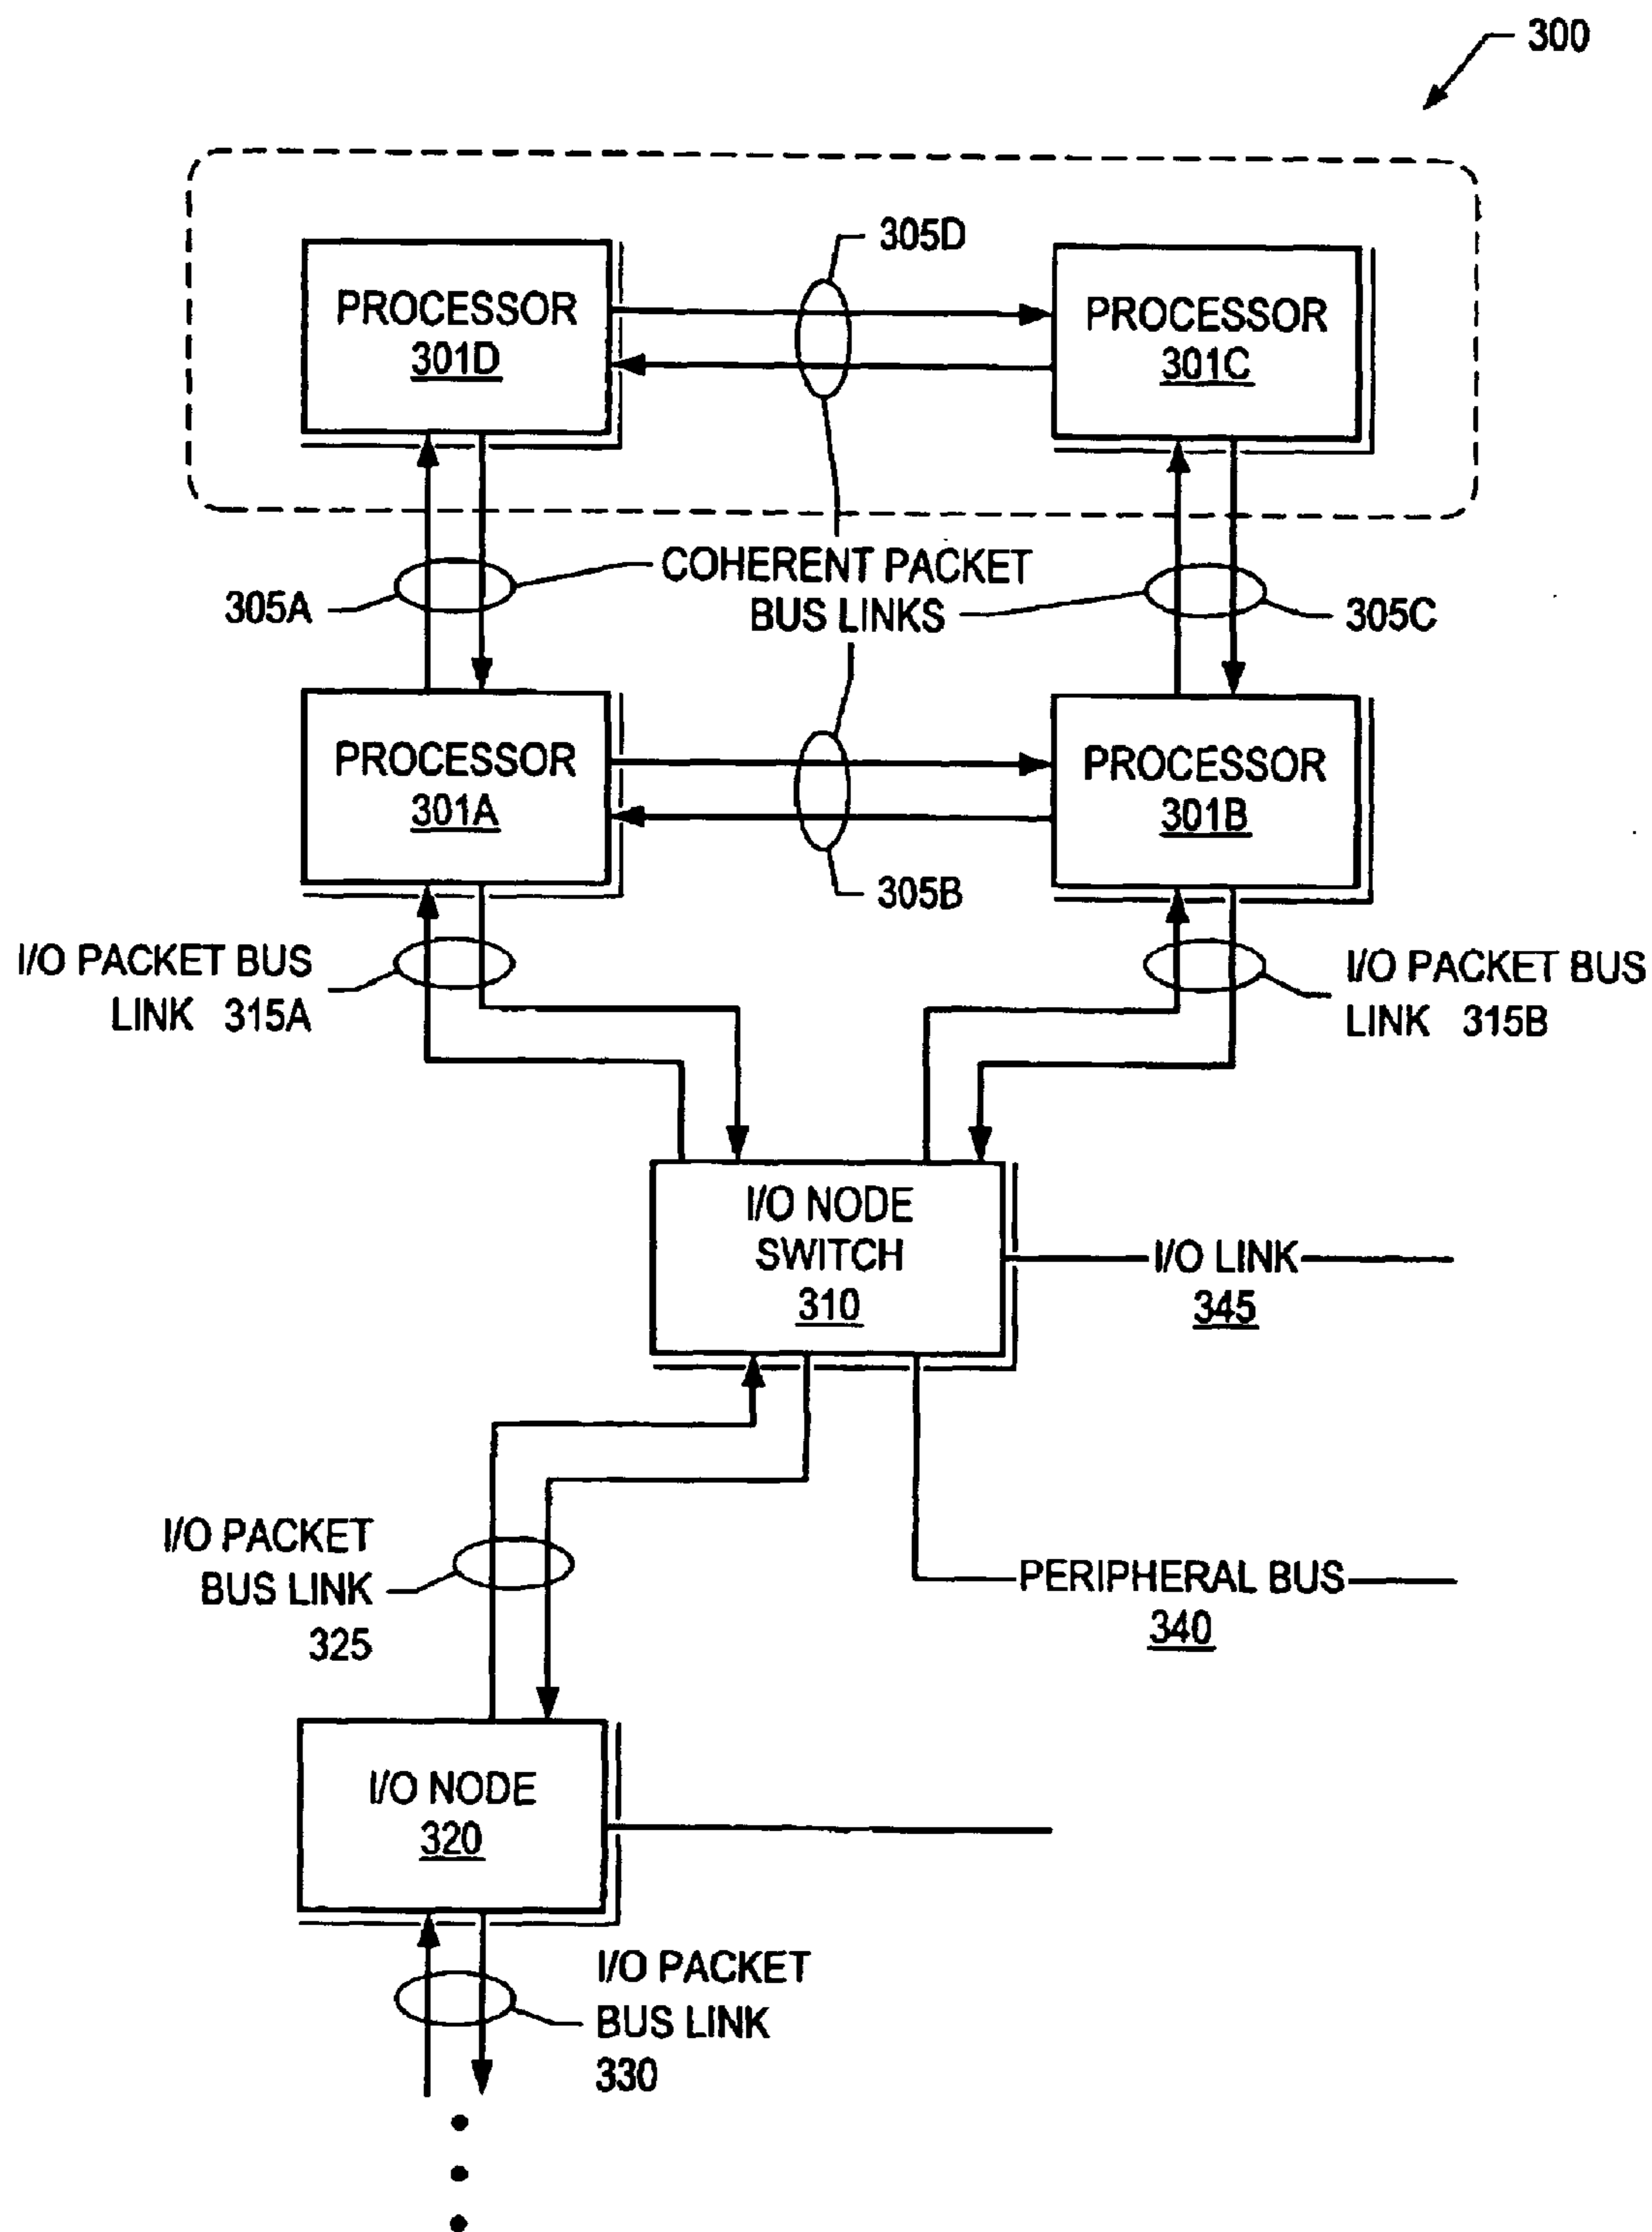 300
305D
PROCESSOR
301D
PROCESSOR
301C
COHERENT PACKET
BUS LINKS
305A
305C
PROCESSOR
301A
PROCESSOR
301B
305B
I/O PACKET BUS
LINK 315A
I/O PACKET BUS
LINK 315B
I/O NODE
SWITCH
310
I/O LINK
345
I/O PACKET
BUS LINK
325
PERIPHERAL BUS
340
I/O NODE
320
I/O PACKET
BUS LINK
330